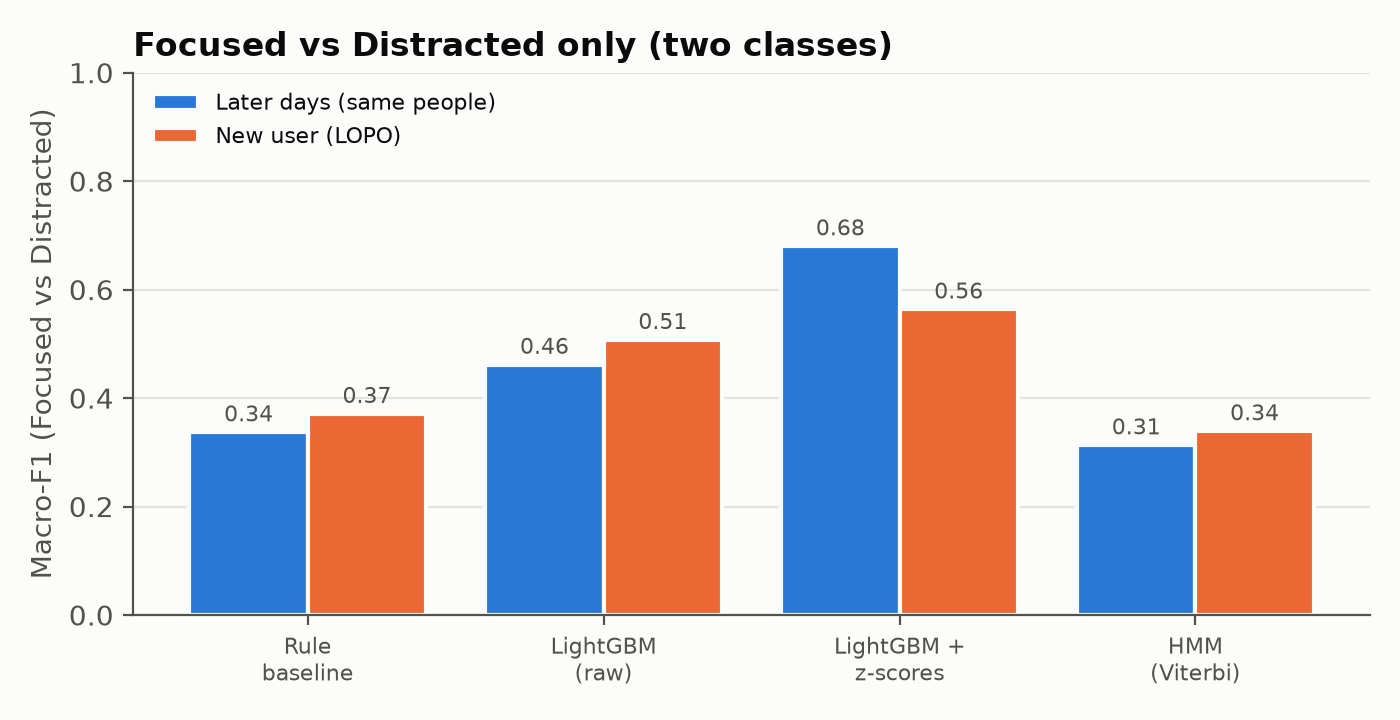 Focused vs Distracted only (two classes)
Macro-F1 (Focused vs Distracted)
1.0
0.8
0.6
0.4
0.2
0.0
Later days (same people)
New user (LOPO)
0.34
0.37
0.46
0.51
0.68
0.56
0.31
0.34
Rule
baseline
LightGBM
(raw)
LightGBM +
z-scores
HMM
(Viterbi)